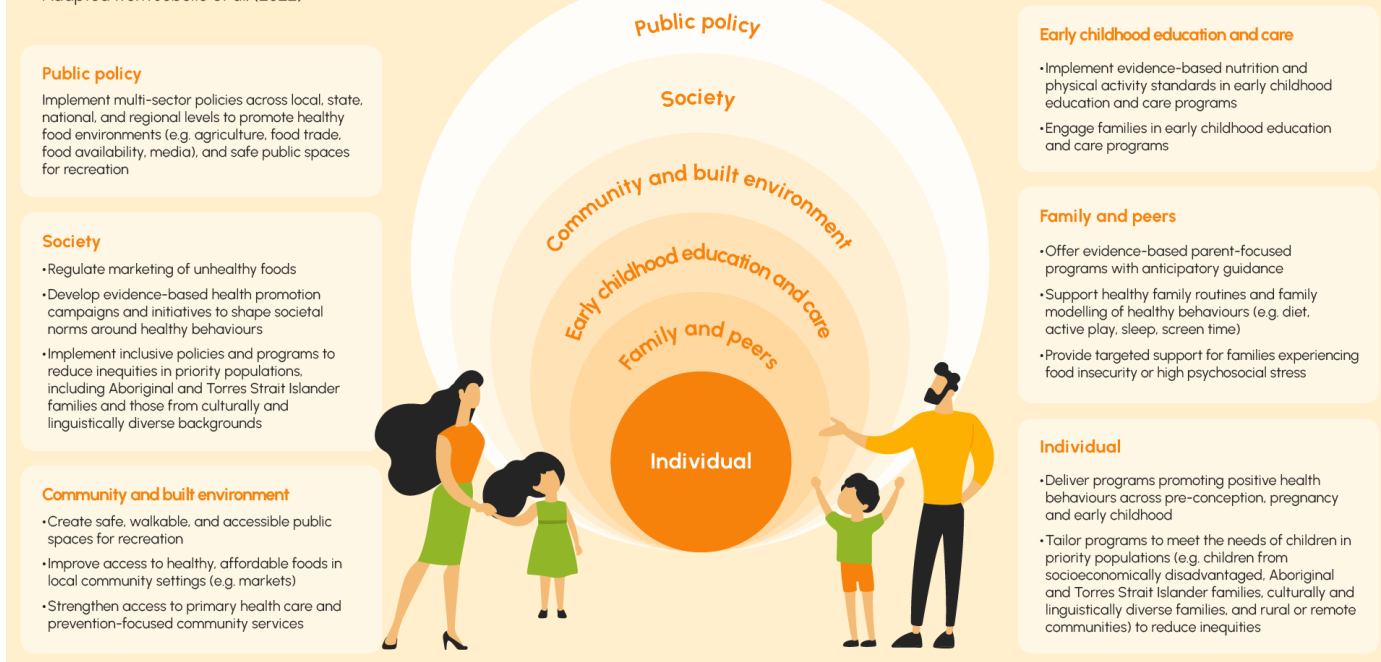 Public policy
Implement multi-sector policies across local, state,
national, and regional levels to promote healthy
food environments (e.g. agriculture, food trade,
food availability, media), and safe public spaces
for recreation
Society
•Regulate marketing of unhealthy foods
•Develop evidence-based health promotion
campaigns and initiatives to shape societal
norms around healthy behaviours
•Implement inclusive policies and programs to
reduce inequities in priority populations,
including Aboriginal and Torres Strait Islander
families and those from culturally and
linguistically diverse backgrounds
Community and built environment
•Create safe, walkable, and accessible public
spaces for recreation
•Improve access to healthy, affordable foods in
local community settings (e.g. markets)
•Strengthen access to primary health care and
prevention-focused community services
Public policy
Society
Community and built environment
Early childhood education and care
Family and peers
Individual
Early childhood education and care
•Implement evidence-based nutrition and
physical activity standards in early childhood
education and care programs
•Engage families in early childhood education
and care programs
Family and peers
•Offer evidence-based parent-focused
programs with anticipatory guidance
•Support healthy family routines and family
modelling of healthy behaviours (e.g. diet,
active play, sleep, screen time)
•Provide targeted support for families experiencing
food insecurity or high psychosocial stress
Individual
•Deliver programs promoting positive health
behaviours across pre-conception, pregnancy
and early childhood
•Tailor programs to meet the needs of children in
priority populations (e.g. children from
socioeconomically disadvantaged, Aboriginal
and Torres Strait Islander families, culturally and
linguistically diverse families, and rural or remote
communities) to reduce inequities